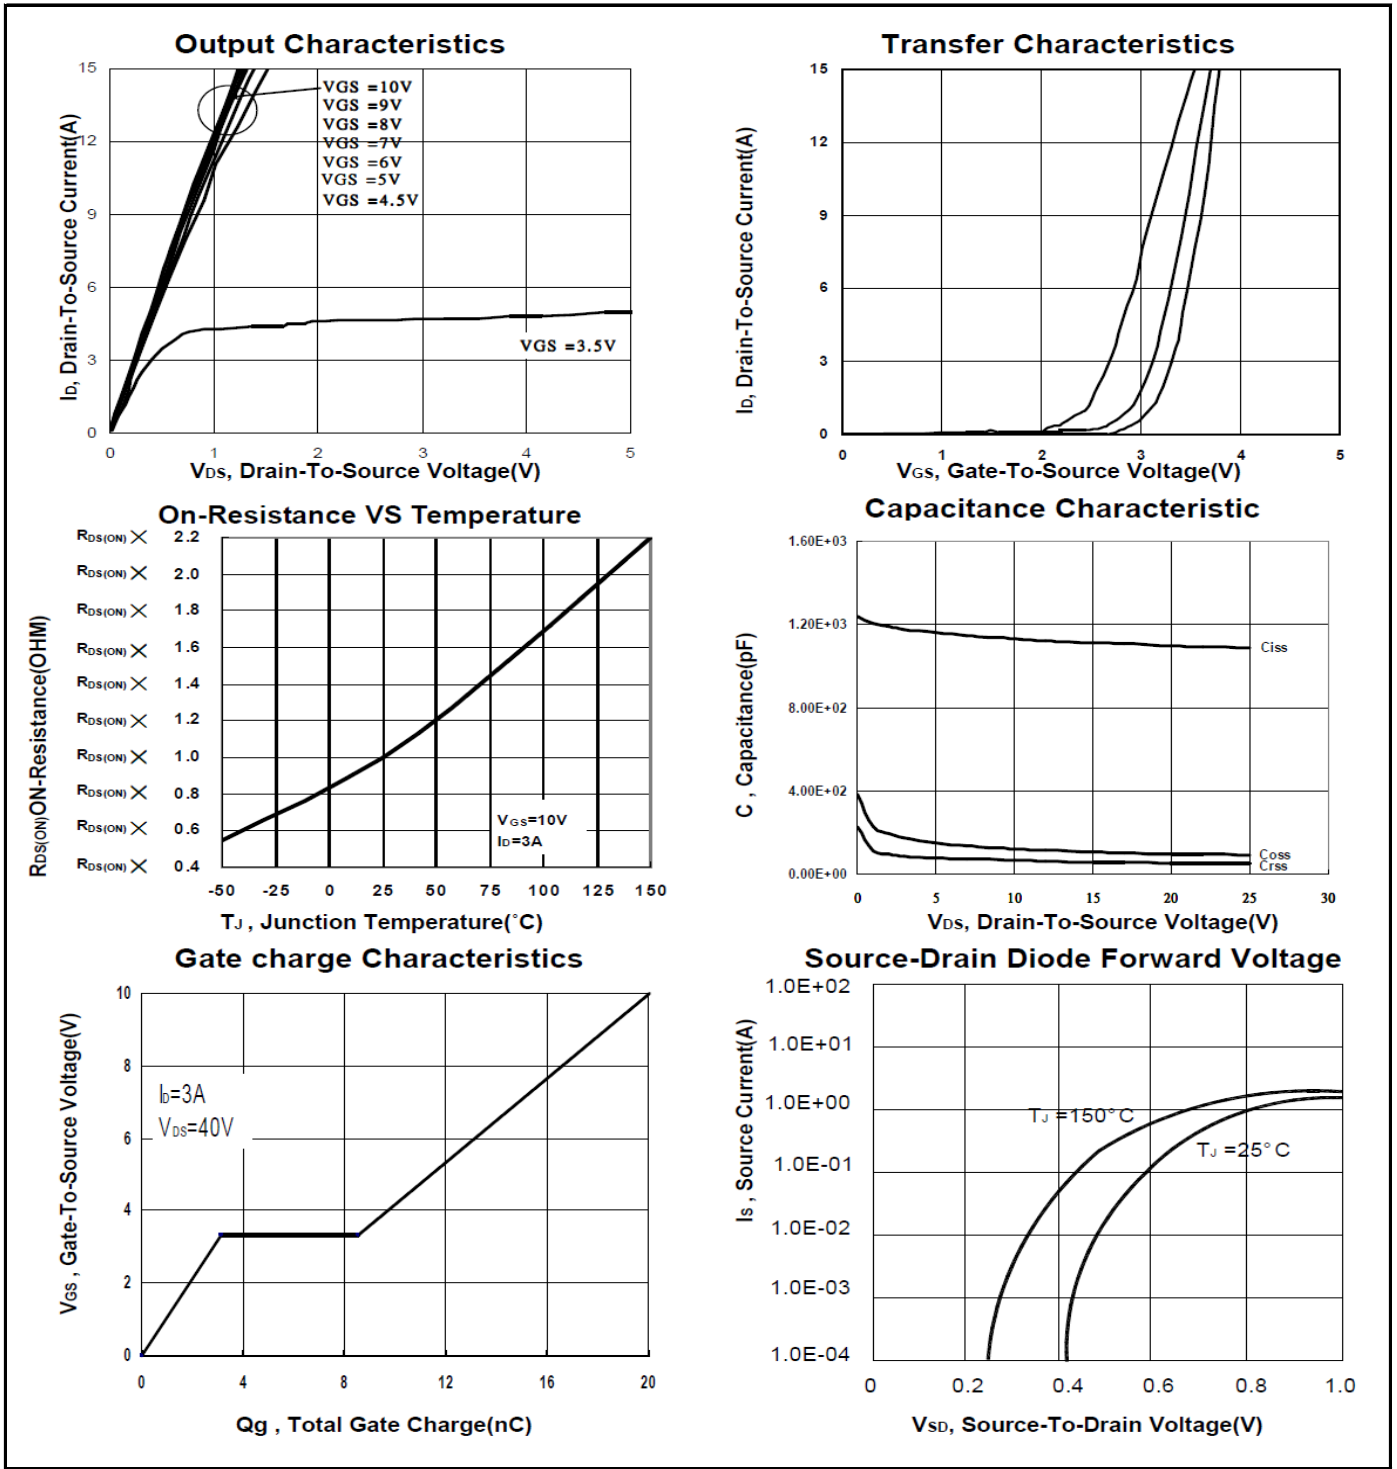 Output Characteristics
ID, Drain-To-Source Current(A)
15
12
9
6
3
0
VGS =10V
VGS =9V
VGS =8V
VGS =7V
VGS =6V
VGS =5V
VGS =4.5V
VGS =3.5V
0 1 2 3 4 5
VDS, Drain-To-Source Voltage(V)
Transfer Characteristics
ID, Drain-To-Source Current(A)
15
12
9
6
3
0
0 1 2 3 4 5
VGS, Gate-To-Source Voltage(V)
On-Resistance VS Temperature
RDS(ON)ON-Resistance(OHM)
RDS(ON) X 2.2
RDS(ON) X 2.0
RDS(ON) X 1.8
RDS(ON) X 1.6
RDS(ON) X 1.4
RDS(ON) X 1.2
RDS(ON) X 1.0
RDS(ON) X 0.8
RDS(ON) X 0.6
RDS(ON) X 0.4
VGS=10V
ID=3A
-50 -25 0 25 50 75 100 125 150
TJ , Junction Temperature(°C)
Capacitance Characteristic
C , Capacitance(pF)
1.60E+03
1.20E+03
8.00E+02
4.00E+02
0.00E+00
Ciss
Coss
Crss
0 5 10 15 20 25 30
VDS, Drain-To-Source Voltage(V)
Gate charge Characteristics
VGS , Gate-To-Source Voltage(V)
10
8
6
4
2
0
ID=3A
VDS=40V
0 4 8 12 16 20
Qg , Total Gate Charge(nC)
Source-Drain Diode Forward Voltage
IS , Source Current(A)
1.0E+02
1.0E+01
1.0E+00
1.0E-01
1.0E-02
1.0E-03
1.0E-04
TJ =150°C
TJ =25°C
0 0.2 0.4 0.6 0.8 1.0
VSD, Source-To-Drain Voltage(V)